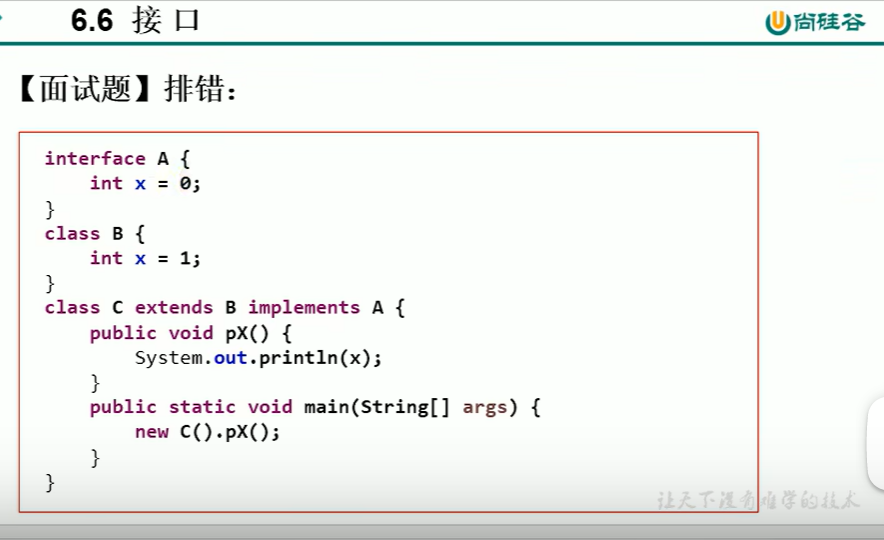 6.6 接 口
尚硅谷
【面试题】排错：
interface A {
    int x = 0;
}
class B {
    int x = 1;
}
class C extends B implements A {
    public void pX() {
        System.out.println(x);
    }
    public static void main(String[] args) {
        new C().pX();
    }
}
让天下没有难学的技术